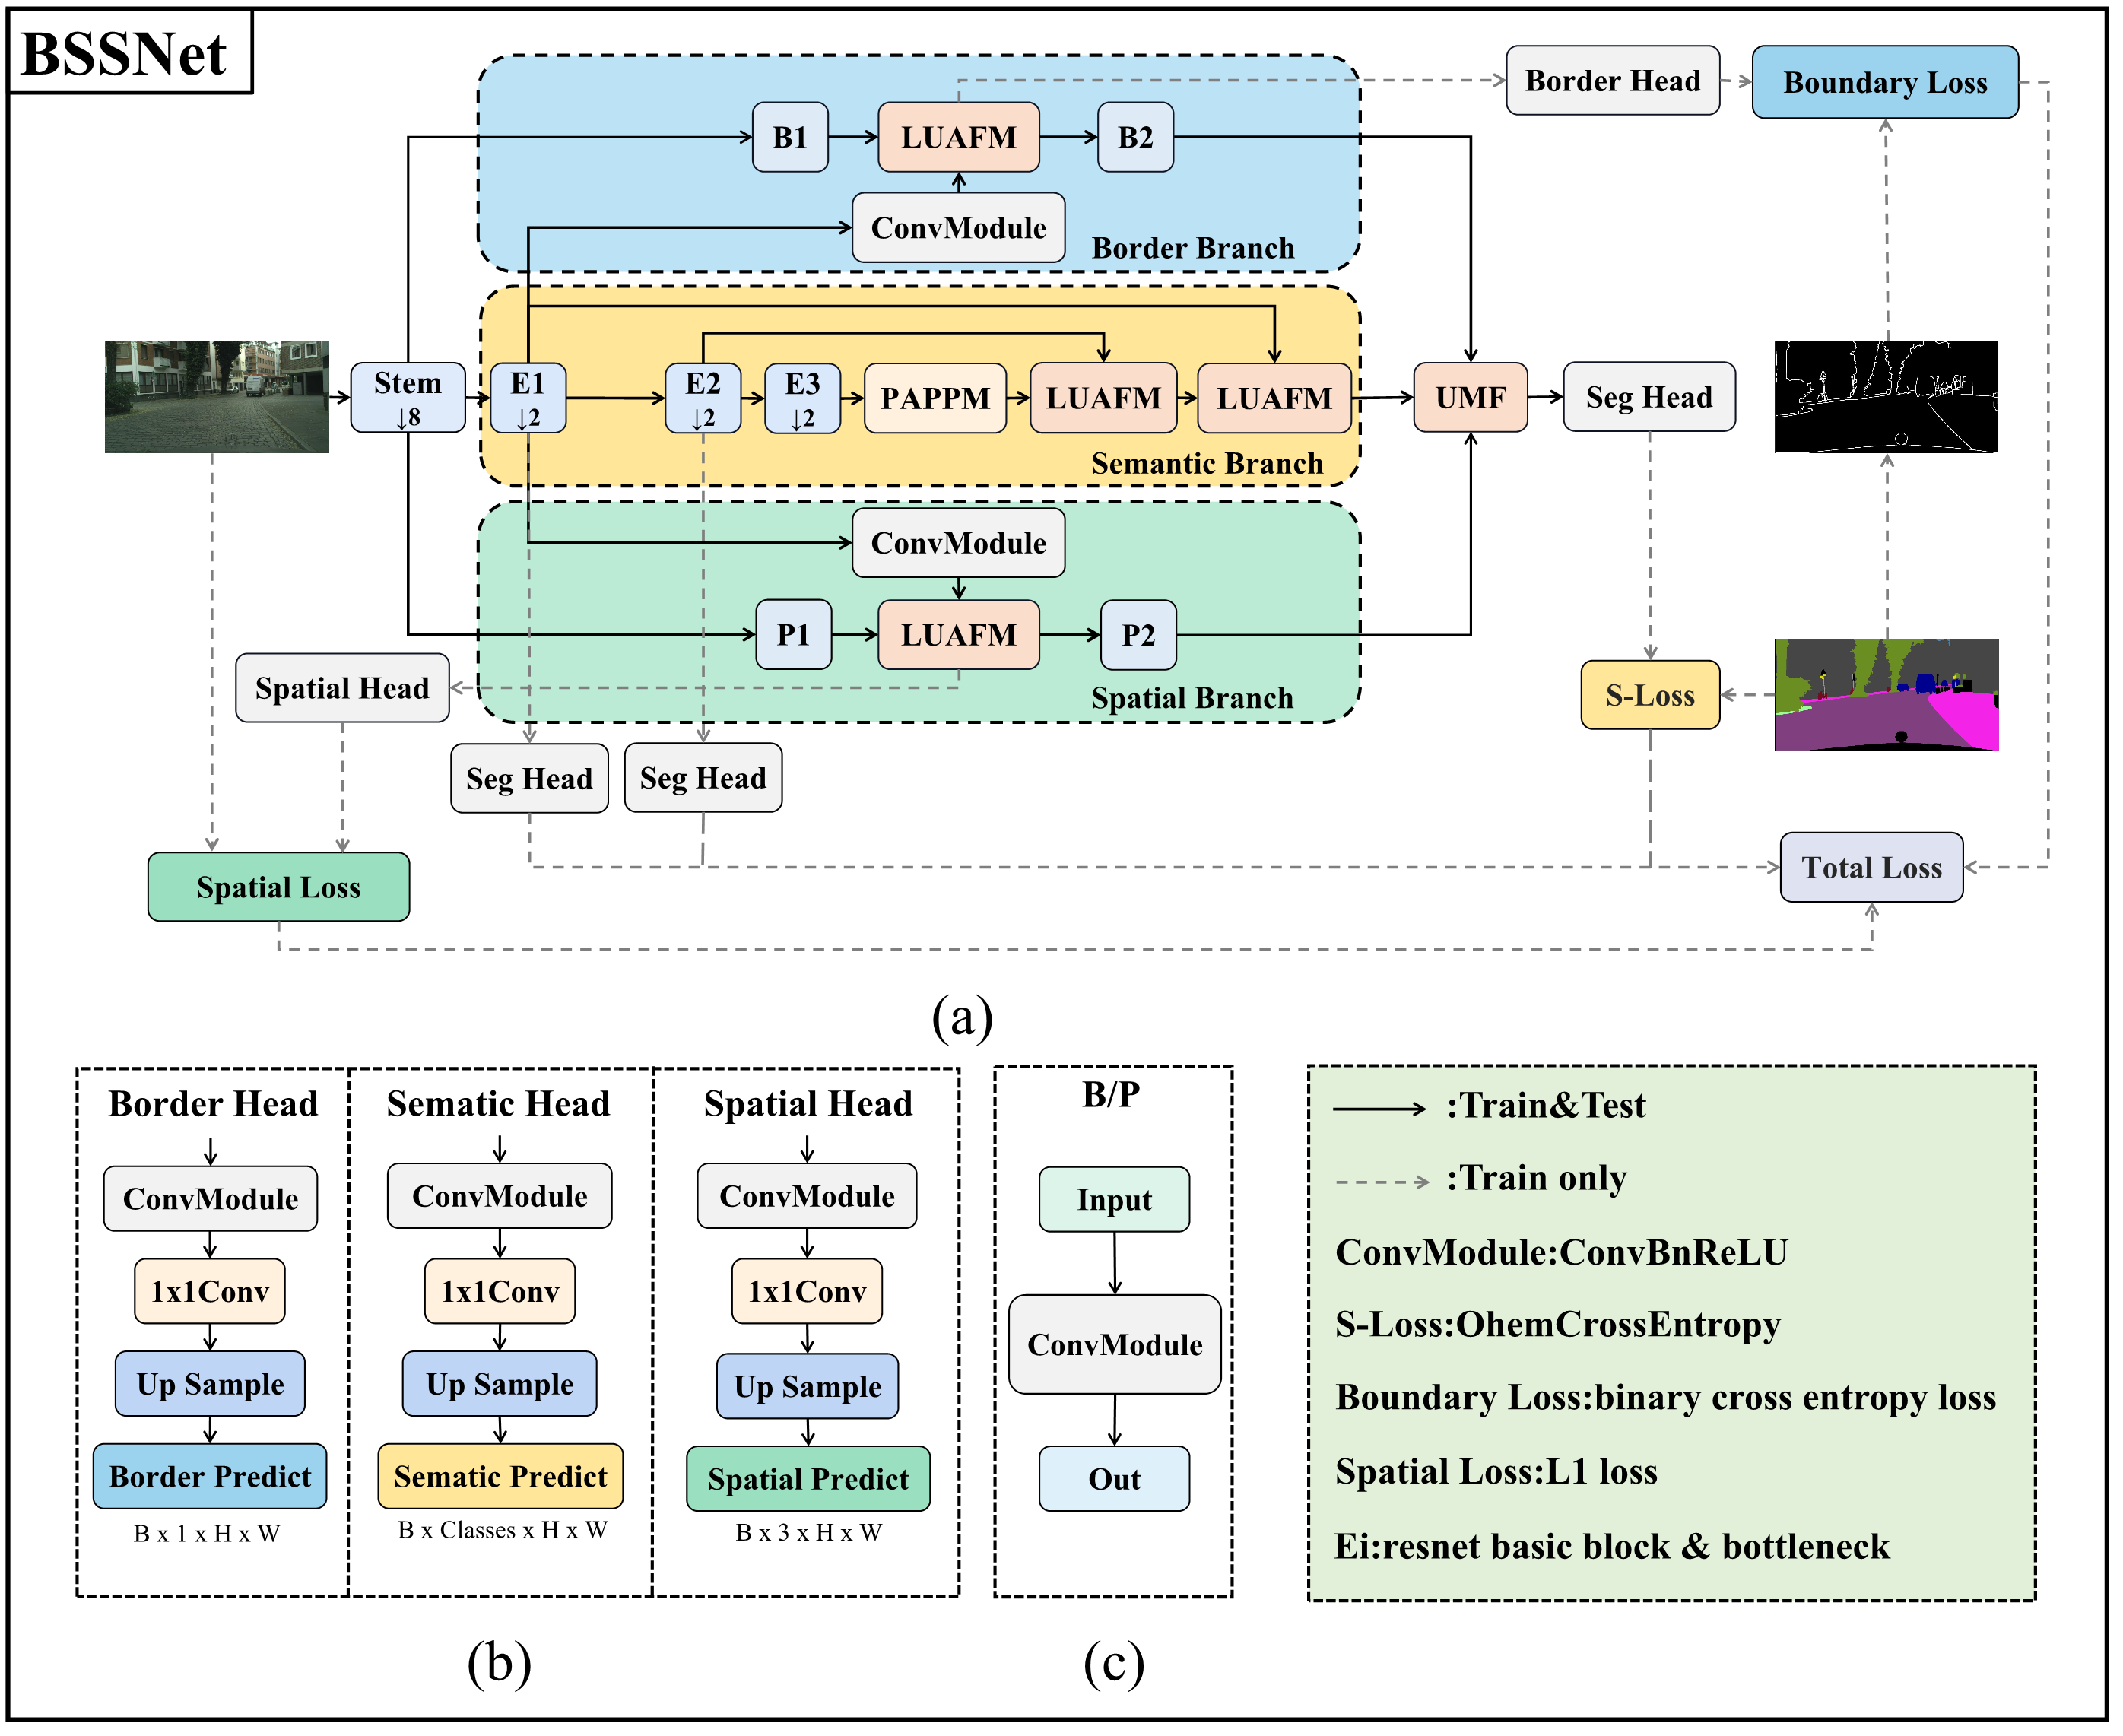 BSSNet
Border Head
Boundary Loss
B1
LUAFM
B2
ConvModule
Border Branch
Stem
↓8
E1
↓2
E2
↓2
E3
↓2
PAPPM
LUAFM
LUAFM
UMF
Seg Head
Semantic Branch
ConvModule
P1
LUAFM
P2
Spatial Branch
Spatial Head
S-Loss
Seg Head
Seg Head
Spatial Loss
Total Loss
(a)
Border Head
ConvModule
1x1Conv
Up Sample
Border Predict
B x 1 x H x W
Sematic Head
ConvModule
1x1Conv
Up Sample
Sematic Predict
B x Classes x H x W
Spatial Head
ConvModule
1x1Conv
Up Sample
Spatial Predict
B x 3 x H x W
(b)
B/P
Input
ConvModule
Out
(c)
:Train&Test
:Train only
ConvModule:ConvBnReLU
S-Loss:OhemCrossEntropy
Boundary Loss:binary cross entropy loss
Spatial Loss:L1 loss
Ei:resnet basic block & bottleneck